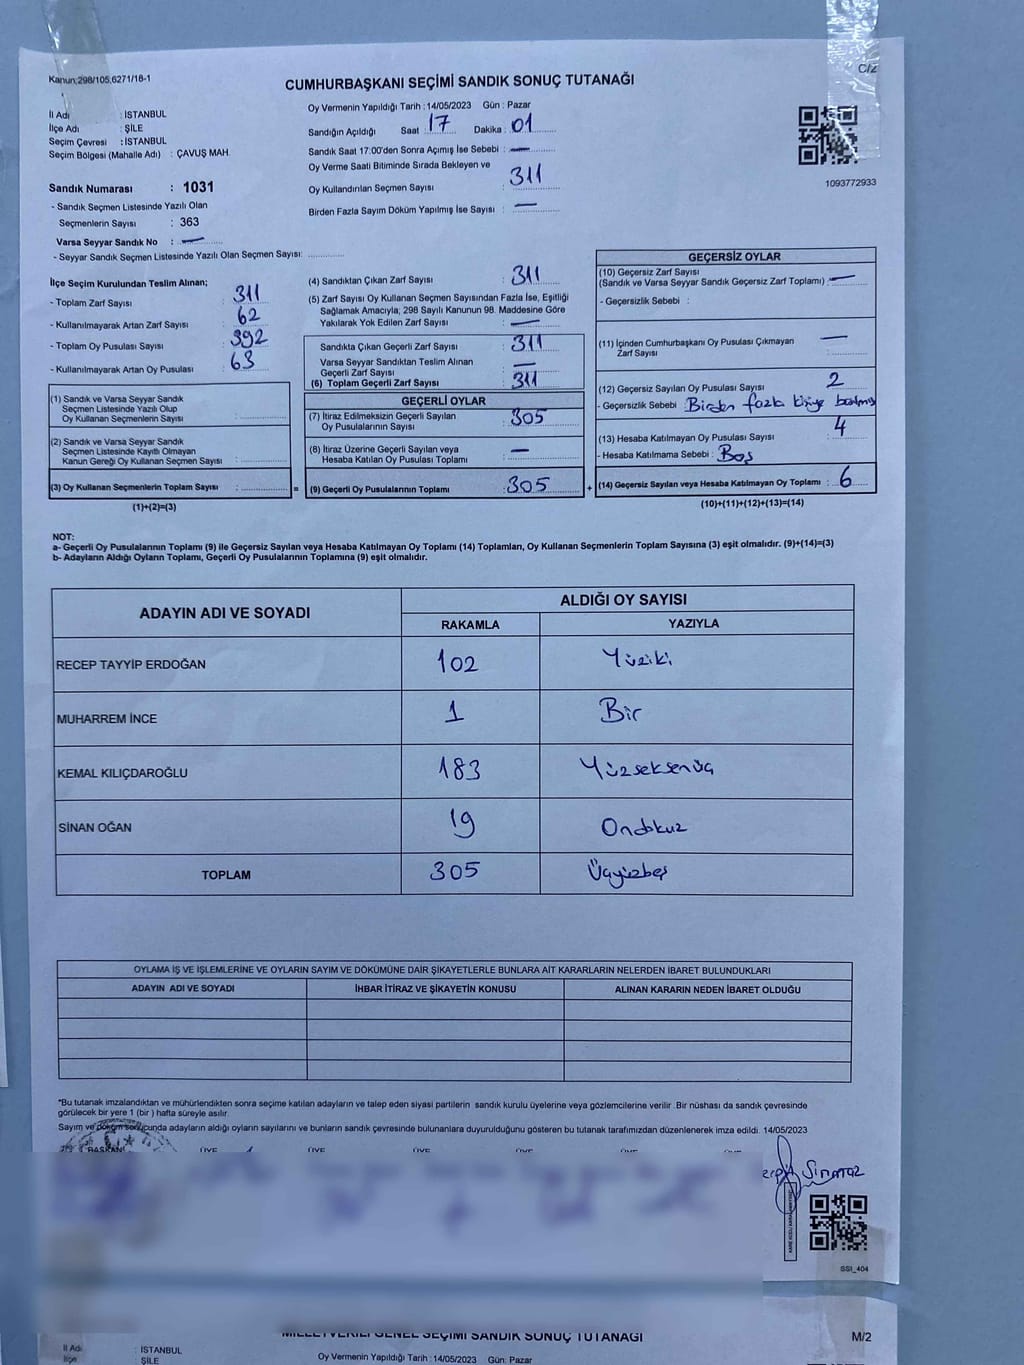 Kanun:298/105,6271/18-1
C/2
CUMHURBAŞKANI SEÇİMİ SANDIK SONUÇ TUTANAĞI
İl Adı : İSTANBUL
İlçe Adı : ŞİLE
Seçim Çevresi : İSTANBUL
Seçim Bölgesi (Mahalle Adı) : ÇAVUŞ MAH.
Sandık Numarası : 1031
- Sandık Seçmen Listesinde Yazılı Olan
Seçmenlerin Sayısı : 363
Varsa Seyyar Sandık No : —
- Seyyar Sandık Seçmen Listesinde Yazılı Olan Seçmen Sayısı:
Oy Vermenin Yapıldığı Tarih : 14/05/2023 Gün : Pazar
Sandığın Açıldığı Saat : 17 Dakika : 01
Sandık Saat 17:00'den Sonra Açımış İse Sebebi : —
Oy Verme Saati Bitiminde Sırada Bekleyen ve
Oy Kullandırılan Seçmen Sayısı : 311
Birden Fazla Sayım Döküm Yapılmış İse Sayısı : —
1093772933
İlçe Seçim Kurulundan Teslim Alınan;
- Toplam Zarf Sayısı : 311
- Kullanılmayarak Artan Zarf Sayısı : 62
- Toplam Oy Pusulası Sayısı : 392
- Kullanılmayarak Artan Oy Pusulası : 63
(1) Sandık ve Varsa Seyyar Sandık
Seçmen Listesinde Yazılı Olup
Oy Kullanan Seçmenlerin Sayısı :
(2) Sandık ve Varsa Seyyar Sandık
Seçmen Listesinde Kayıtlı Olmayan
Kanun Gereği Oy Kullanan Seçmen Sayısı :
(3) Oy Kullanan Seçmenlerin Toplam Sayısı : =
(1)+(2)=(3)
(4) Sandıktan Çıkan Zarf Sayısı : 311
(5) Zarf Sayısı Oy Kullanan Seçmen Sayısından Fazla İse, Eşitliği
Sağlamak Amacıyla; 298 Sayılı Kanunun 98. Maddesine Göre
Yakılarak Yok Edilen Zarf Sayısı : —
Sandıkta Çıkan Geçerli Zarf Sayısı : 311
Varsa Seyyar Sandıktan Teslim Alınan
Geçerli Zarf Sayısı : —
(6) Toplam Geçerli Zarf Sayısı : 311
GEÇERLİ OYLAR
(7) İtiraz Edilmeksizin Geçerli Sayılan
Oy Pusulalarının Sayısı : 305
(8) İtiraz Üzerine Geçerli Sayılan veya
Hesaba Katılan Oy Pusulası Toplamı : —
(9) Geçerli Oy Pusulalarının Toplamı : 305 +
GEÇERSİZ OYLAR
(10) Geçersiz Zarf Sayısı
(Sandık ve Varsa Seyyar Sandık Geçersiz Zarf Toplamı) : —
- Geçersizlik Sebebi :
(11) İçinden Cumhurbaşkanı Oy Pusulası Çıkmayan
Zarf Sayısı : —
(12) Geçersiz Sayılan Oy Pusulası Sayısı : 2
- Geçersizlik Sebebi : Birden fazla kişiye basılmış
(13) Hesaba Katılmayan Oy Pusulası Sayısı : 4
- Hesaba Katılmama Sebebi : Boş
(14) Geçersiz Sayılan veya Hesaba Katılmayan Oy Toplamı : 6
(10)+(11)+(12)+(13)=(14)
NOT:
a- Geçerli Oy Pusulalarının Toplamı (9) ile Geçersiz Sayılan veya Hesaba Katılmayan Oy Toplamı (14) Toplamları, Oy Kullanan Seçmenlerin Toplam Sayısına (3) eşit olmalıdır. (9)+(14)=(3)
b- Adayların Aldığı Oyların Toplamı, Geçerli Oy Pusulalarının Toplamına (9) eşit olmalıdır.
ADAYIN ADI VE SOYADI ALDIĞI OY SAYISI
RAKAMLA YAZIYLA
RECEP TAYYİP ERDOĞAN 102 Yüziki
MUHARREM İNCE 1 Bir
KEMAL KILIÇDAROĞLU 183 Yüzseksenüç
SİNAN OĞAN 19 Ondokuz
TOPLAM 305 Üçyüzbeş
OYLAMA İŞ VE İŞLEMLERİNE VE OYLARIN SAYIM VE DÖKÜMÜNE DAİR ŞİKAYETLERLE BUNLARA AİT KARARLARIN NELERDEN İBARET BULUNDUKLARI
ADAYIN ADI VE SOYADI İHBAR İTİRAZ VE ŞİKAYETİN KONUSU ALINAN KARARIN NEDEN İBARET OLDUĞU
*Bu tutanak imzalandıktan ve mühürlendikten sonra seçime katılan adayların ve talep eden siyasi partilerin sandık kurulu üyelerine veya gözlemcilerine verilir .Bir nüshası da sandık çevresinde
görülecek bir yere 1 (bir ) hafta süreyle asılır.
Sayım ve döküm sonucunda adayların aldığı oyların sayılarını ve bunların sandık çevresinde bulunanlara duyurulduğunu gösteren bu tutanak tarafımızdan düzenlenerek imza edildi. 14/05/2023
BAŞKAN ÜYE ÜYE ÜYE ÜYE ÜYE
SSI_404
MİLLETVEKİLİ GENEL SEÇİMİ SANDIK SONUÇ TUTANAĞI
M/2
İl Adı : İSTANBUL
İlçe : ŞİLE
Oy Vermenin Yapıldığı Tarih : 14/05/2023 Gün: Pazar